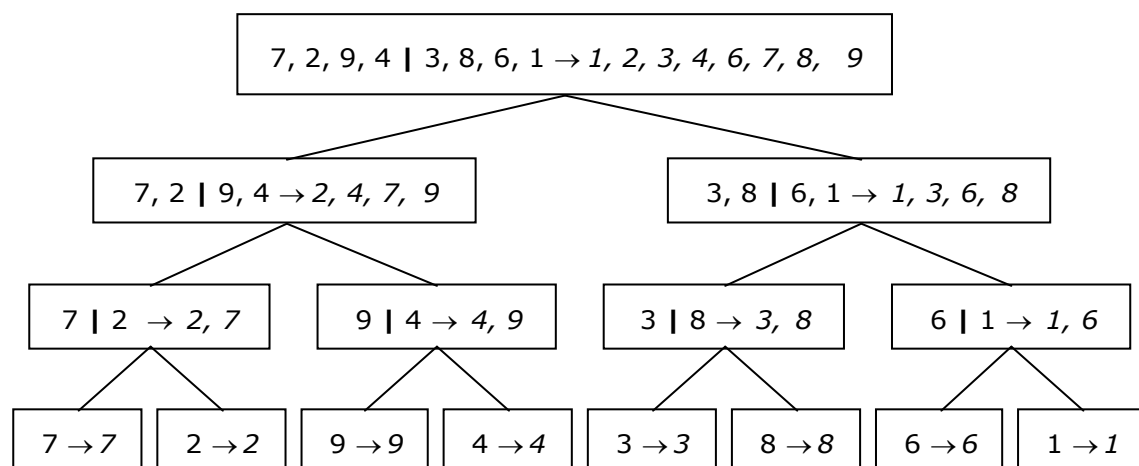 7, 2, 9, 4 | 3, 8, 6, 1 → 1, 2, 3, 4, 6, 7, 8, 9
7, 2 | 9, 4 → 2, 4, 7, 9
3, 8 | 6, 1 → 1, 3, 6, 8
7 | 2 → 2, 7
9 | 4 → 4, 9
3 | 8 → 3, 8
6 | 1 → 1, 6
7 → 7
2 → 2
9 → 9
4 → 4
3 → 3
8 → 8
6 → 6
1 → 1